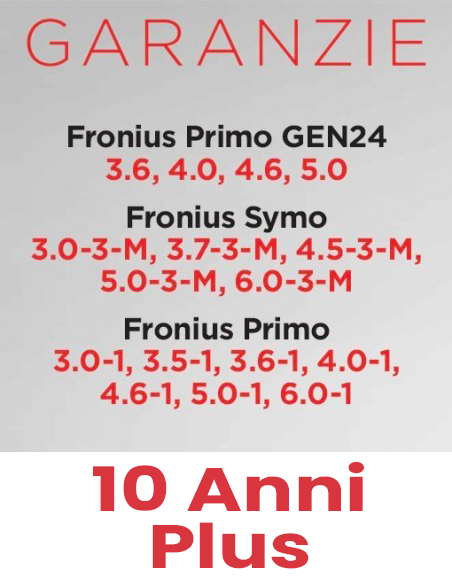 GARANZIE
Fronius Primo GEN24
3.6, 4.0, 4.6, 5.0
Fronius Symo
3.0-3-M, 3.7-3-M, 4.5-3-M,
5.0-3-M, 6.0-3-M
Fronius Primo
3.0-1, 3.5-1, 3.6-1, 4.0-1,
4.6-1, 5.0-1, 6.0-1
10 Anni
Plus